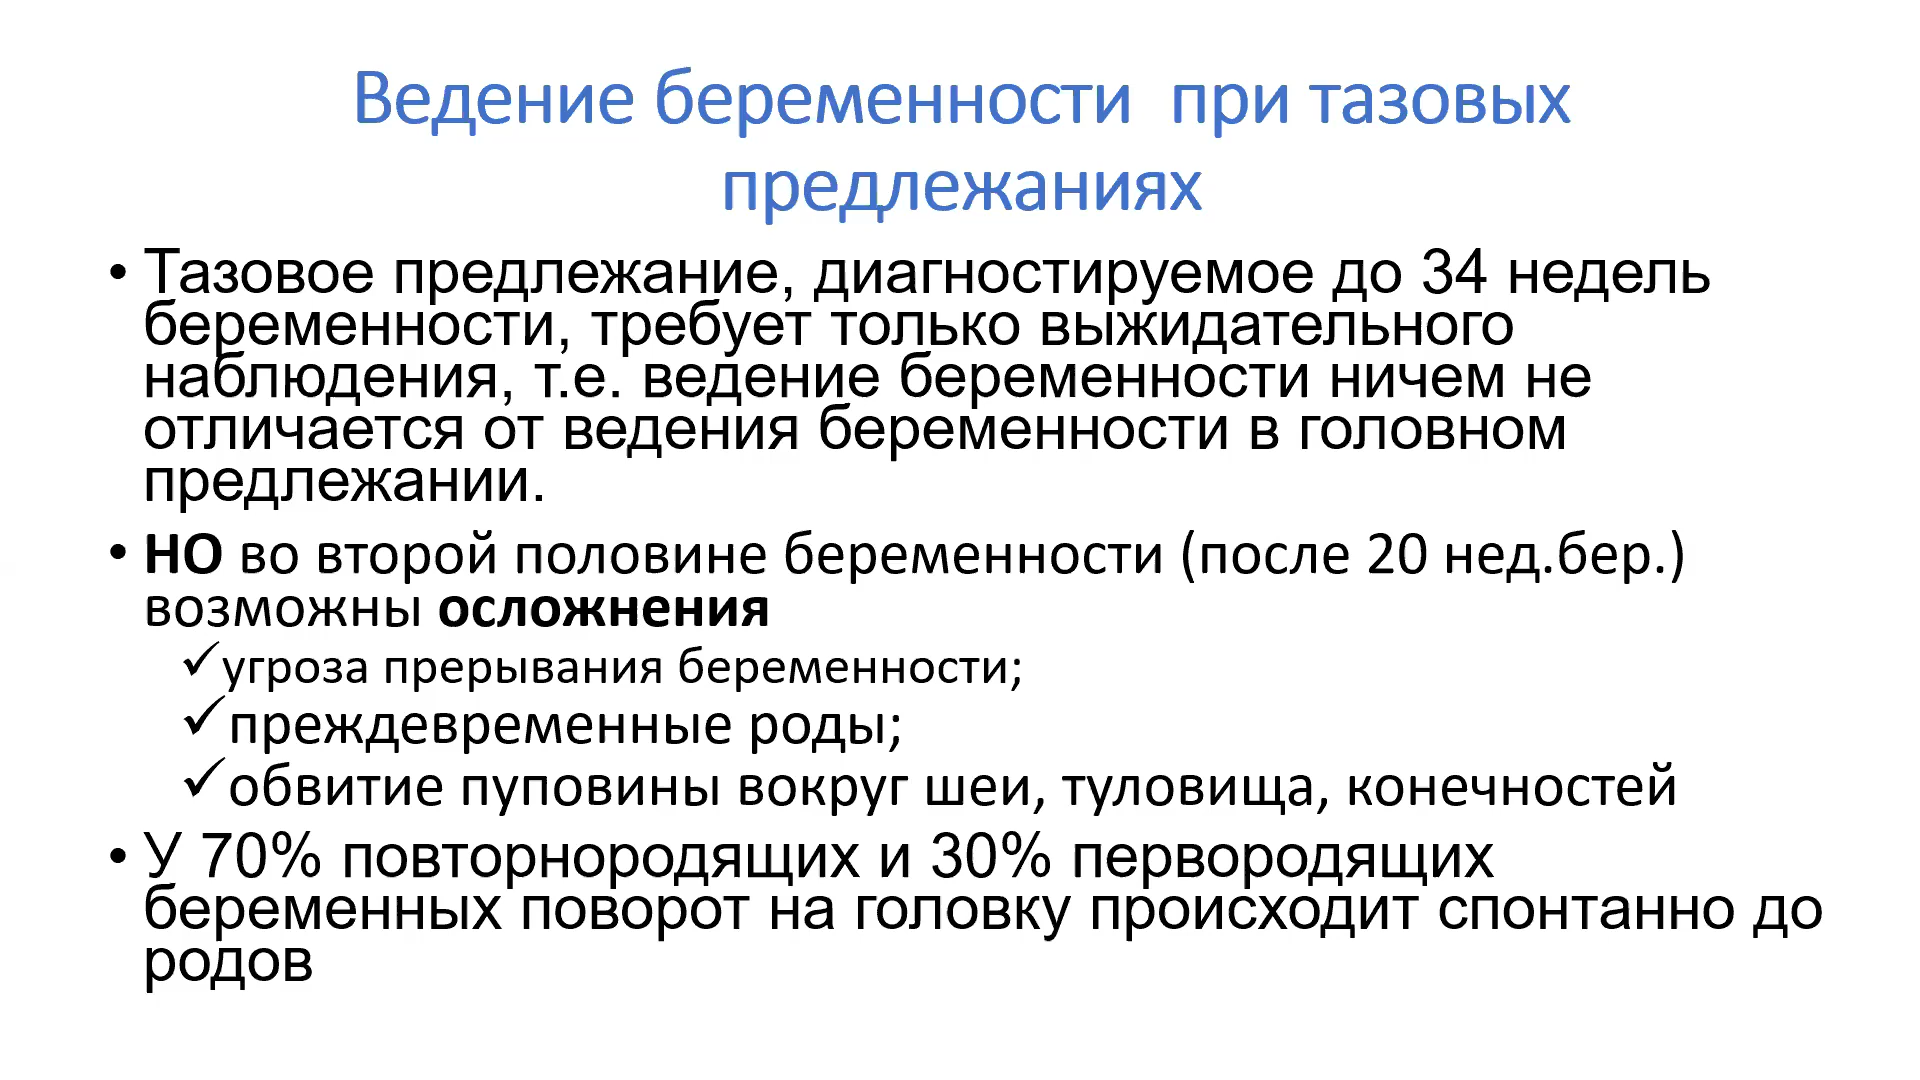 Ведение беременности при тазовых
предлежаниях
• Тазовое предлежание, диагностируемое до 34 недель
беременности, требует только выжидательного
наблюдения, т.е. ведение беременности ничем не
отличается от ведения беременности в головном
предлежании.
• НО во второй половине беременности (после 20 нед.бер.)
возможны осложнения
✓угроза прерывания беременности;
✓преждевременные роды;
✓обвитие пуповины вокруг шеи, туловища, конечностей
• У 70% повторнородящих и 30% первородящих
беременных поворот на головку происходит спонтанно до
родов